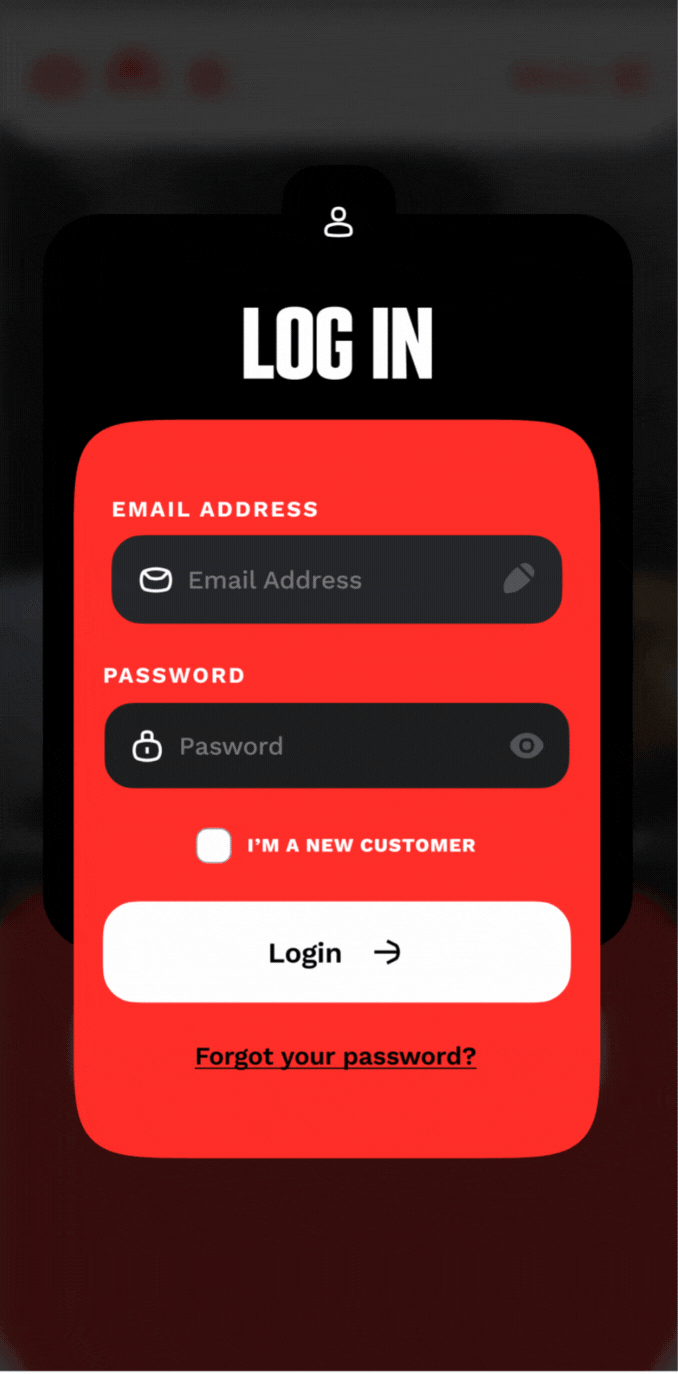 LOG IN
EMAIL ADDRESS
Email Address
PASSWORD
Pasword
I'M A NEW CUSTOMER
Login
Forgot your password?